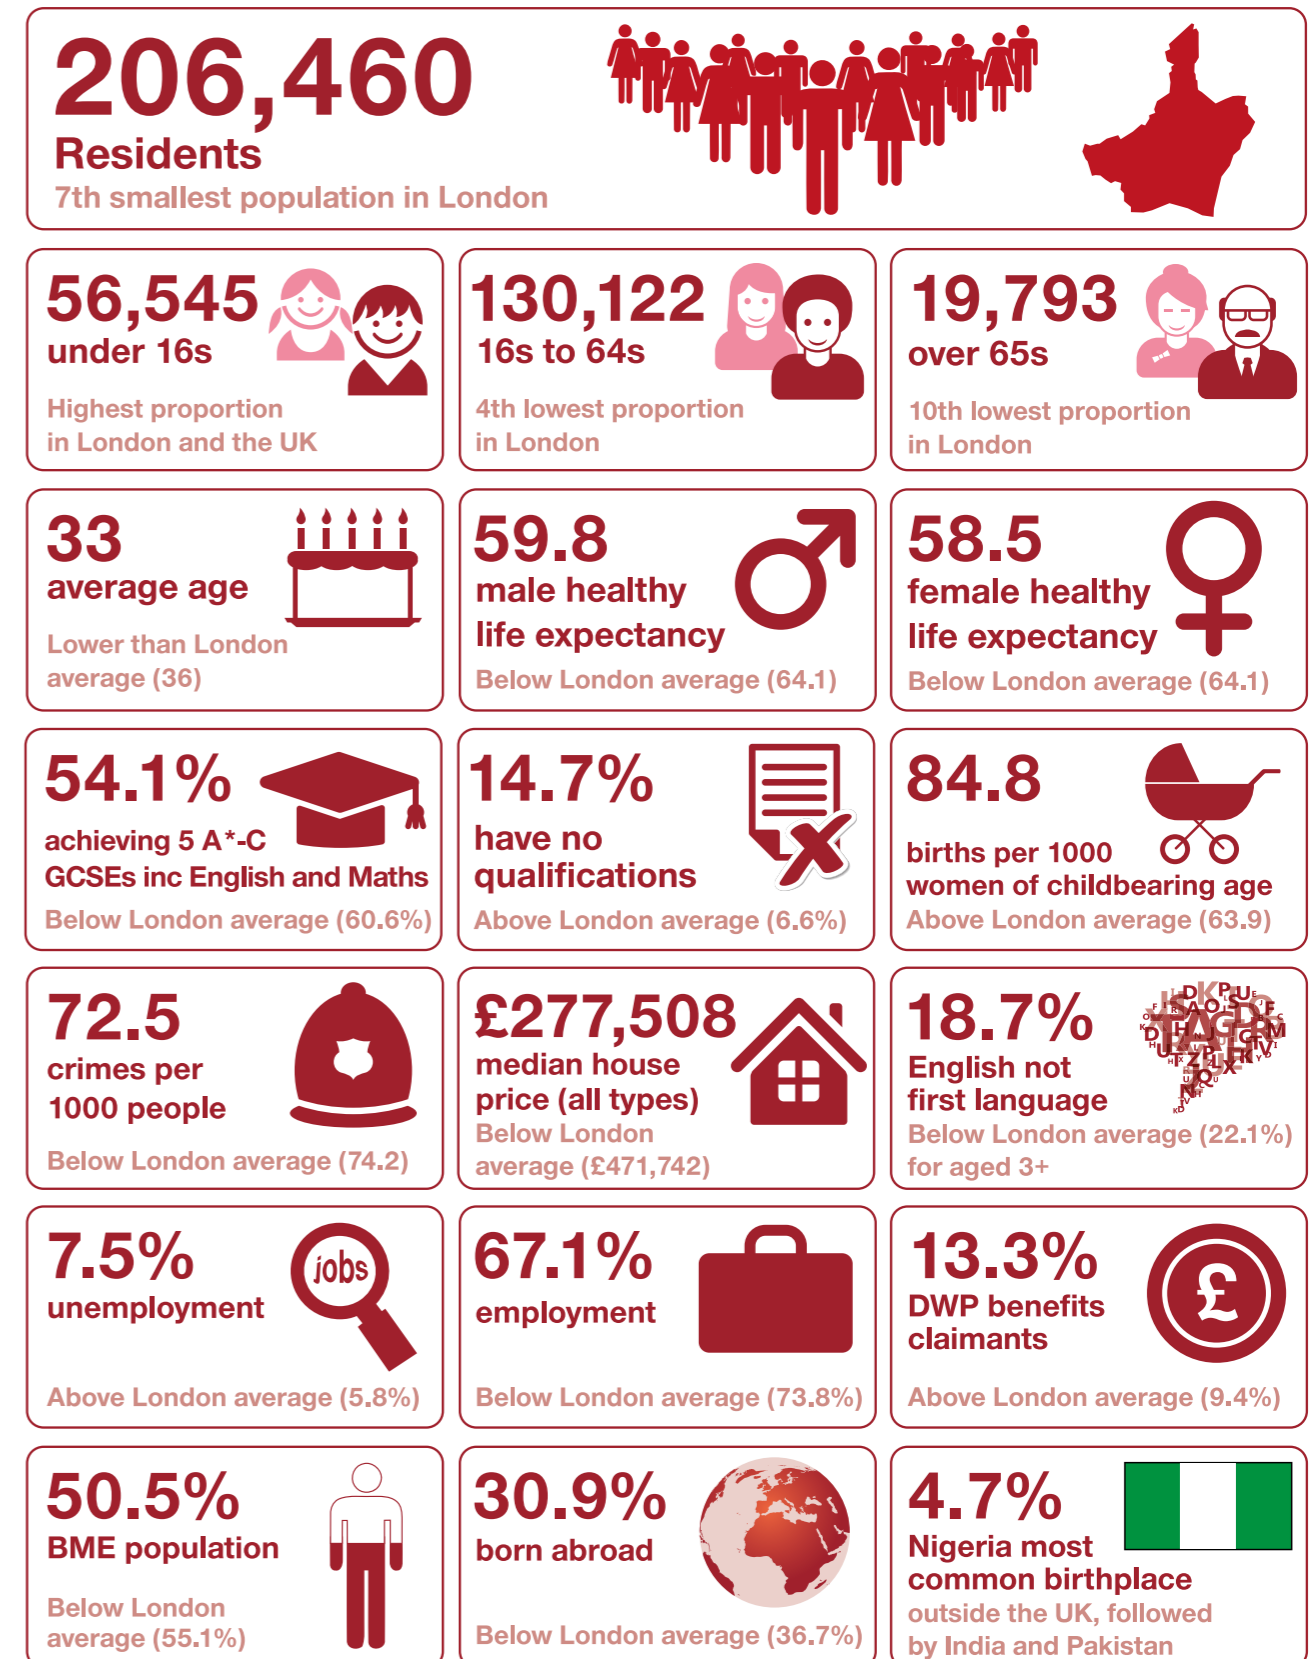 206,460
Residents
7th smallest population in London
56,545
under 16s
Highest proportion
in London and the UK
130,122
16s to 64s
4th lowest proportion
in London
19,793
over 65s
10th lowest proportion
in London
33
average age
Lower than London
average (36)
59.8
male healthy
life expectancy
Below London average (64.1)
58.5
female healthy
life expectancy
Below London average (64.1)
54.1%
achieving 5 A*-C
GCSEs inc English and Maths
Below London average (60.6%)
14.7%
have no
qualifications
Above London average (6.6%)
84.8
births per 1000
women of childbearing age
Above London average (63.9)
72.5
crimes per
1000 people
Below London average (74.2)
£277,508
median house
price (all types)
Below London
average (£471,742)
18.7%
English not
first language
Below London average (22.1%)
for aged 3+
7.5%
unemployment
jobs
Above London average (5.8%)
67.1%
employment
Below London average (73.8%)
13.3%
DWP benefits
claimants
£
Above London average (9.4%)
50.5%
BME population
Below London
average (55.1%)
30.9%
born abroad
Below London average (36.7%)
4.7%
Nigeria most
common birthplace
outside the UK, followed
by India and Pakistan